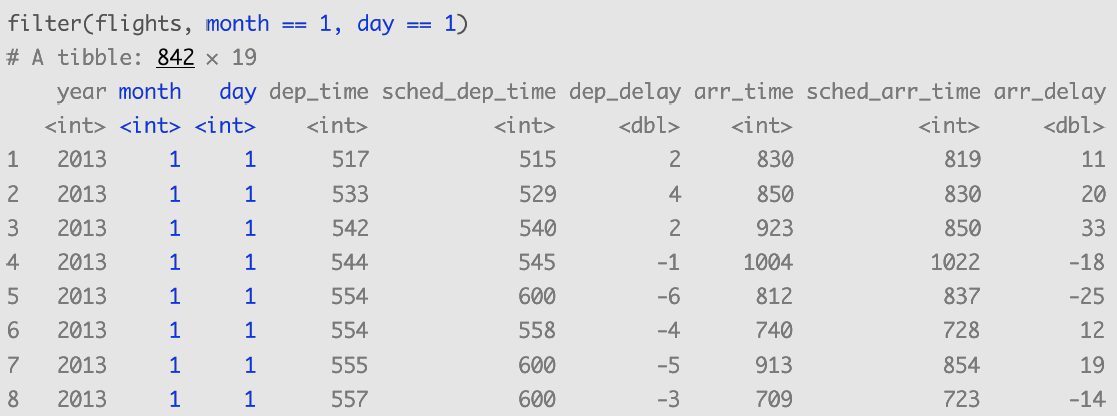 filter(flights, month == 1, day == 1)
# A tibble: 842 × 19
year month day dep_time sched_dep_time dep_delay arr_time sched_arr_time arr_delay
<int> <int> <int> <int> <int> <dbl> <int> <int> <dbl>
1 2013 1 1 517 515 2 830 819 11
2 2013 1 1 533 529 4 850 830 20
3 2013 1 1 542 540 2 923 850 33
4 2013 1 1 544 545 -1 1004 1022 -18
5 2013 1 1 554 600 -6 812 837 -25
6 2013 1 1 554 558 -4 740 728 12
7 2013 1 1 555 600 -5 913 854 19
8 2013 1 1 557 600 -3 709 723 -14